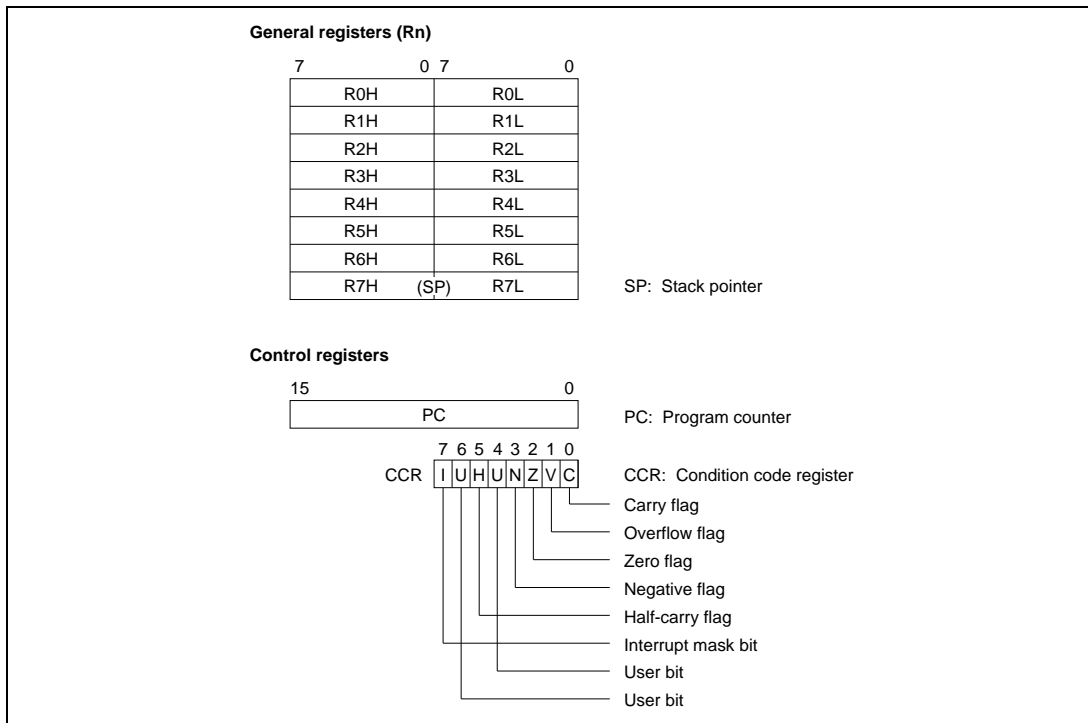 General registers (Rn)
7 0 7 0
R0H R0L
R1H R1L
R2H R2L
R3H R3L
R4H R4L
R5H R5L
R6H R6L
R7H (SP) R7L SP: Stack pointer
Control registers
15 0
PC PC: Program counter
7 6 5 4 3 2 1 0
CCR I U H U N Z V C CCR: Condition code register
Carry flag
Overflow flag
Zero flag
Negative flag
Half-carry flag
Interrupt mask bit
User bit
User bit